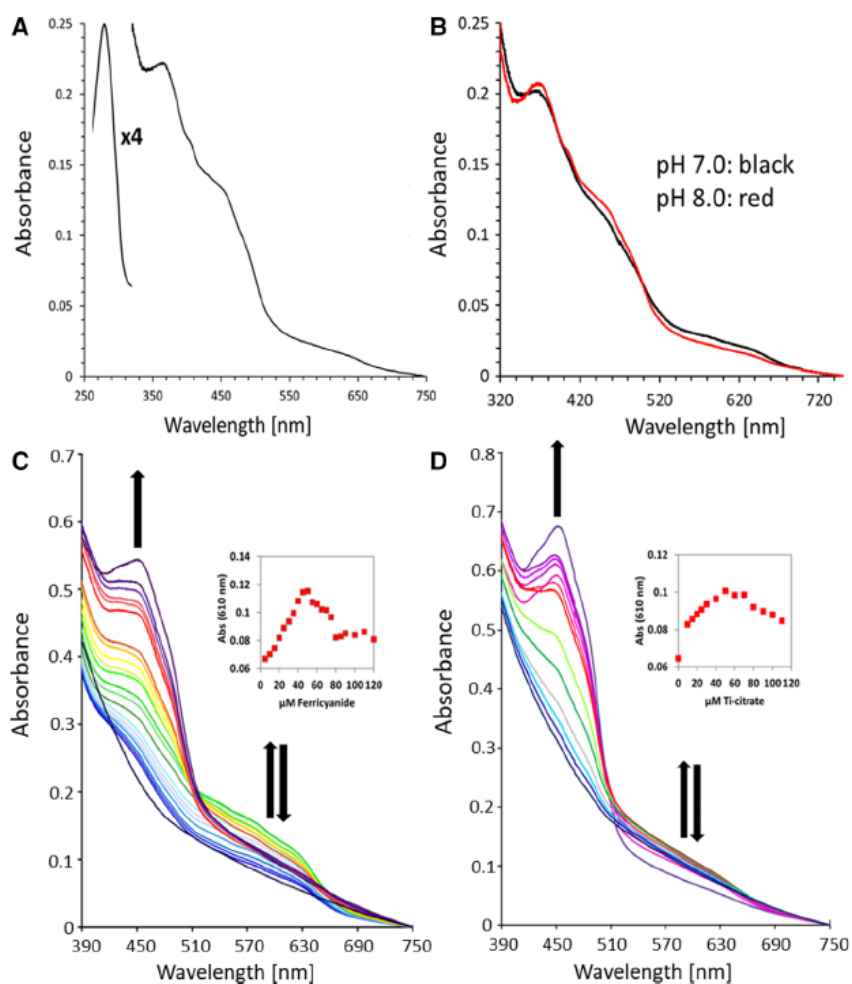 A
0.25
0.2
0.15
0.1
0.05
0
x4
250 350 450 550 650 750
Wavelength [nm]
Absorbance
B
0.25
0.2
0.15
0.1
0.05
0
pH 7.0: black
pH 8.0: red
320 420 520 620 720
Wavelength [nm]
Absorbance
C
0.7
0.6
0.5
0.4
0.3
0.2
0.1
0
390 450 510 570 630 690 750
Wavelength [nm]
Absorbance
0.14
0.12
0.10
0.08
0.06
0 20 40 60 80 100 120
µM Ferricyanide
Abs (610 nm)
D
0.8
0.7
0.6
0.5
0.4
0.3
0.2
0.1
0
390 450 510 570 630 690 750
Wavelength [nm]
Absorbance
0.12
0.10
0.08
0.06
0 20 40 60 80 100 120
µM Ti-citrate
Abs (610 nm)